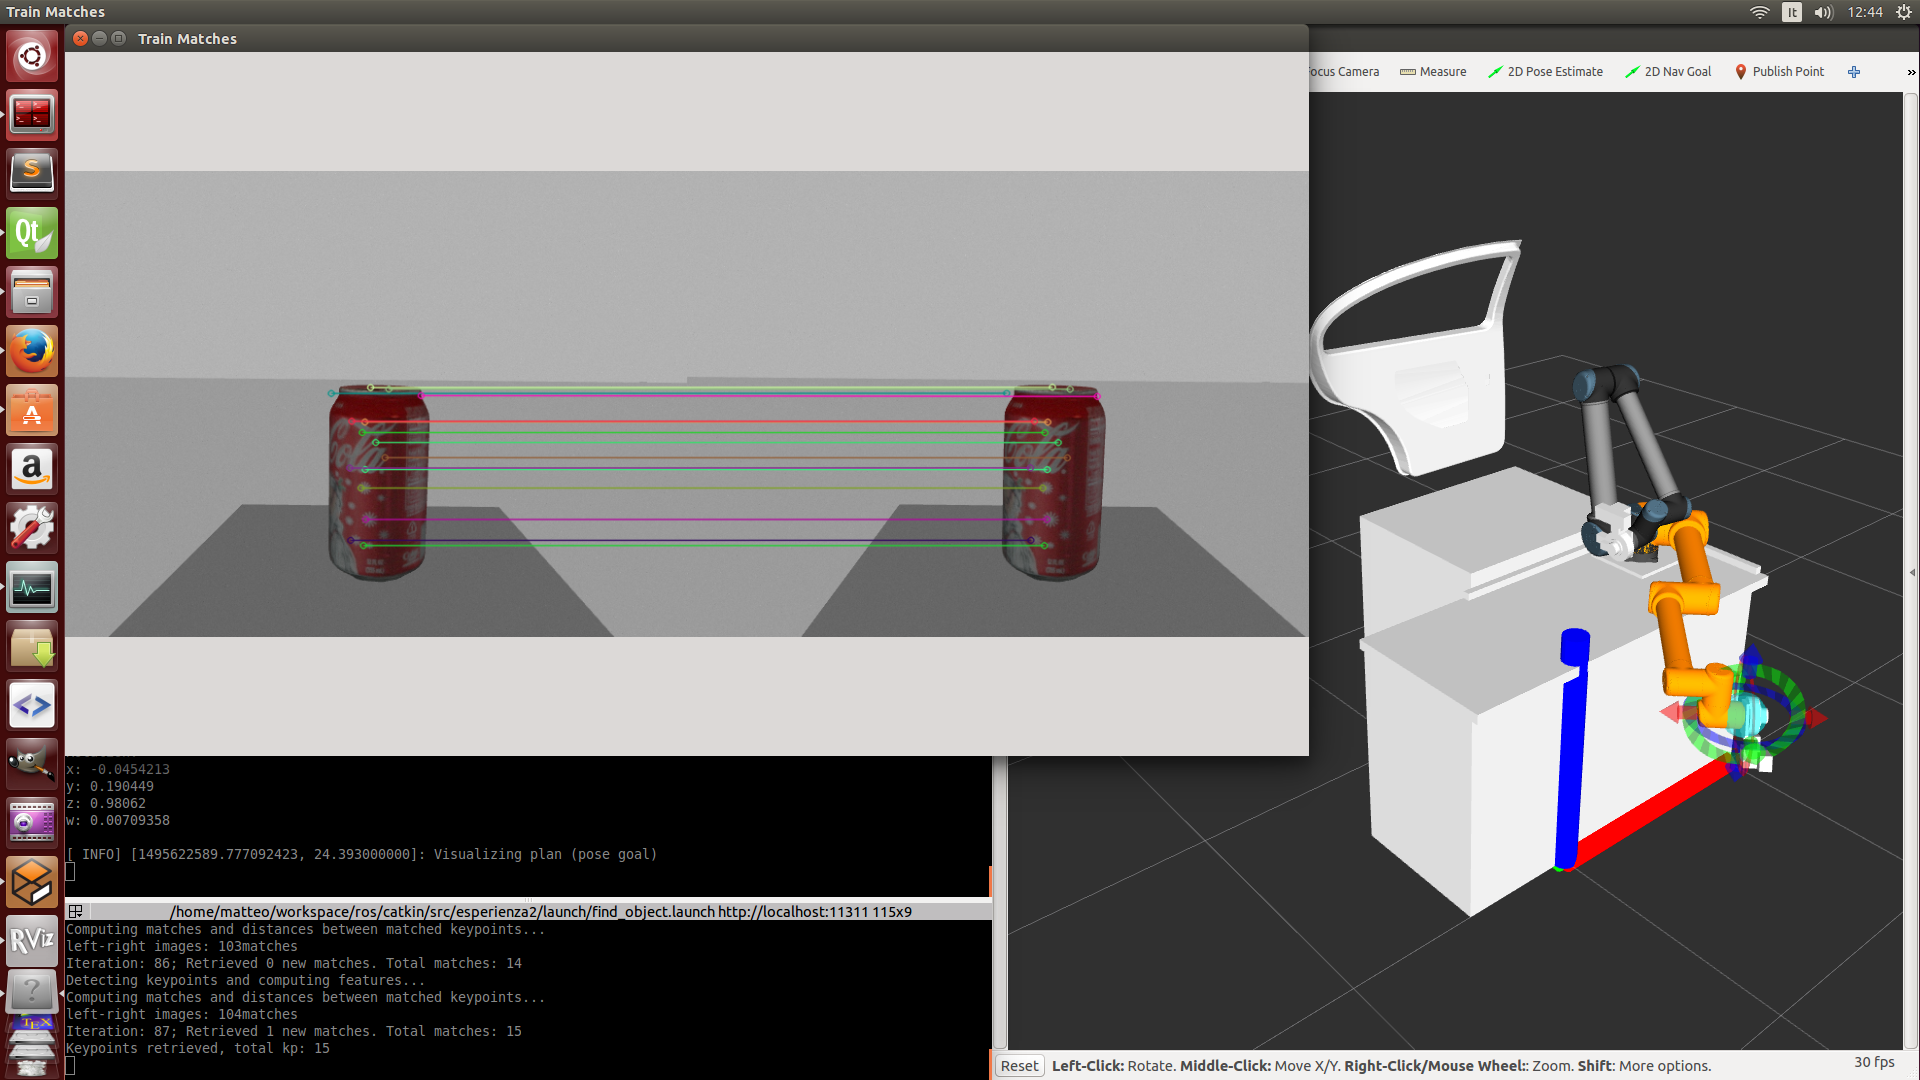 Train Matches
It
12:44
Train Matches
ocus Camera
Measure
2D Pose Estimate
2D Nav Goal
Publish Point
»
S
Qt
A
a
RViz
?
TEX
Cola
x: -0.0454213
y: 0.190449
z: 0.98062
w: 0.00709358
[ INFO] [1495622589.777092423, 24.393000000]: Visualizing plan (pose goal)
/home/matteo/workspace/ros/catkin/src/esperienza2/launch/find_object.launch http://localhost:11311 115x9
Computing matches and distances between matched keypoints...
left-right images: 103matches
Iteration: 86; Retrieved 0 new matches. Total matches: 14
Detecting keypoints and computing features...
Computing matches and distances between matched keypoints...
left-right images: 104matches
Iteration: 87; Retrieved 1 new matches. Total matches: 15
Keypoints retrieved, total kp: 15
Reset
Left-Click: Rotate. Middle-Click: Move X/Y. Right-Click/Mouse Wheel:: Zoom. Shift: More options.
30 fps